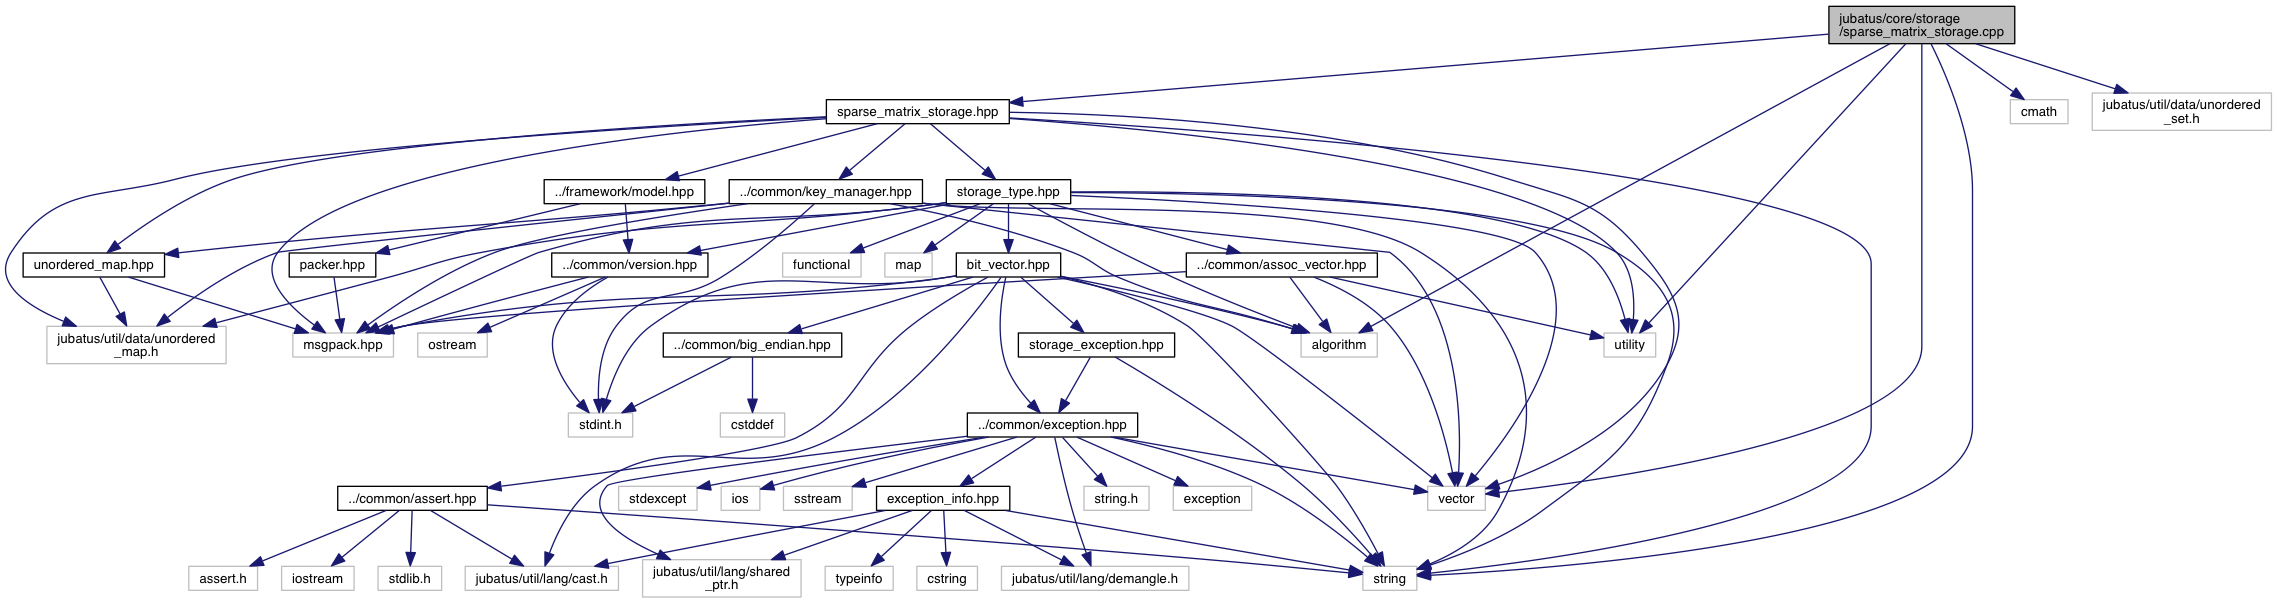 jubatus/core/storage
/sparse_matrix_storage.cpp
sparse_matrix_storage.hpp
cmath
jubatus/util/data/unordered
_set.h
../framework/model.hpp
../common/key_manager.hpp
storage_type.hpp
unordered_map.hpp
packer.hpp
../common/version.hpp
functional
map
bit_vector.hpp
../common/assoc_vector.hpp
jubatus/util/data/unordered
_map.h
msgpack.hpp
ostream
../common/big_endian.hpp
storage_exception.hpp
algorithm
utility
stdint.h
cstddef
../common/exception.hpp
../common/assert.hpp
stdexcept
ios
sstream
exception_info.hpp
string.h
exception
vector
assert.h
iostream
stdlib.h
jubatus/util/lang/cast.h
jubatus/util/lang/shared
_ptr.h
typeinfo
cstring
jubatus/util/lang/demangle.h
string